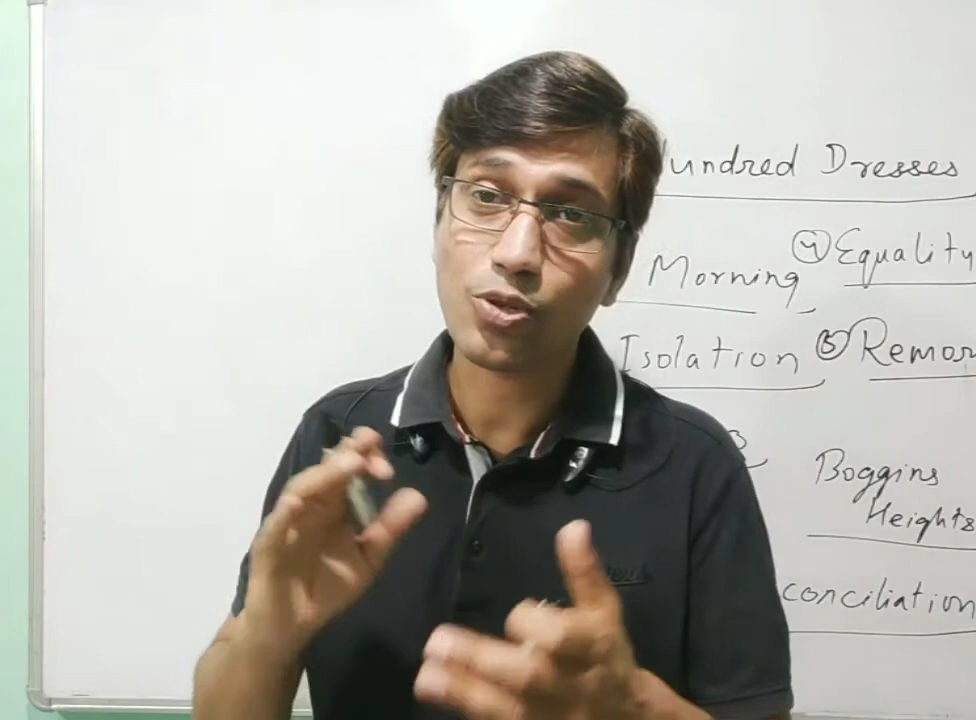 undred Dresses
Morning ④ Equality
Isolation ⑤ Remor
Boggins
Heights
conciliation